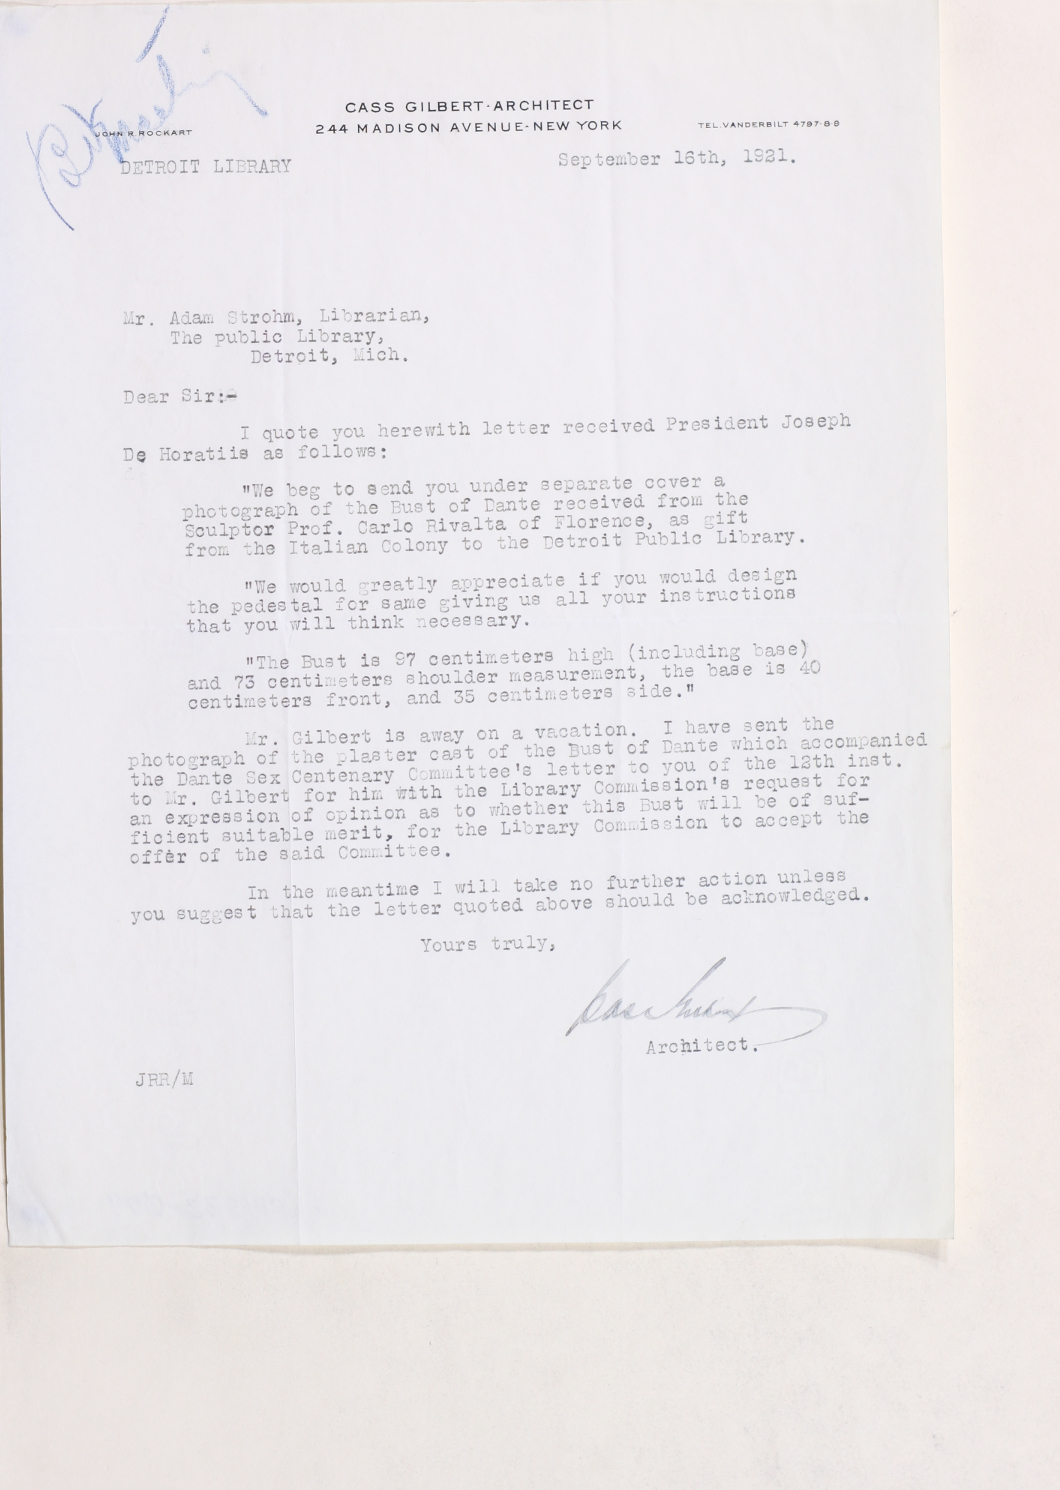 CASS GILBERT-ARCHITECT
JOHN R. ROCKART
244 MADISON AVENUE-NEW YORK
TEL. VANDERBILT 4797-8-9
DETROIT LIBRARY
September 16th, 1921.
Mr. Adam Strohm, Librarian,
The public Library,
Detroit, Mich.
Dear Sir:-
I quote you herewith letter received President Joseph
De Horatiis as follows:
"We beg to send you under separate cover a
photograph of the Bust of Dante received from the
Sculptor Prof. Carlo Rivalta of Florence, as gift
from the Italian Colony to the Detroit Public Library.
"We would greatly appreciate if you would design
the pedestal for same giving us all your instructions
that you will think necessary.
"The Bust is 97 centimeters high (including base)
and 73 centimeters shoulder measurement, the base is 40
centimeters front, and 35 centimeters side."
Mr. Gilbert is away on a vacation. I have sent the
photograph of the plaster cast of the Bust of Dante which accompanied
the Dante Sex Centenary Committee's letter to you of the 12th inst.
to Mr. Gilbert for him with the Library Commission's request for
an expression of opinion as to whether this Bust will be of suf-
ficient suitable merit, for the Library Commission to accept the
offer of the said Committee.
In the meantime I will take no further action unless
you suggest that the letter quoted above should be acknowledged.
Yours truly,
Cass Gilbert
Architect.
JRR/M